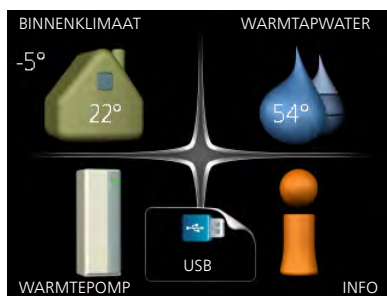 BINNENKLIMAAT
WARMTAPWATER
-5°
22°
54°
USB
WARMTEPOMP
INFO